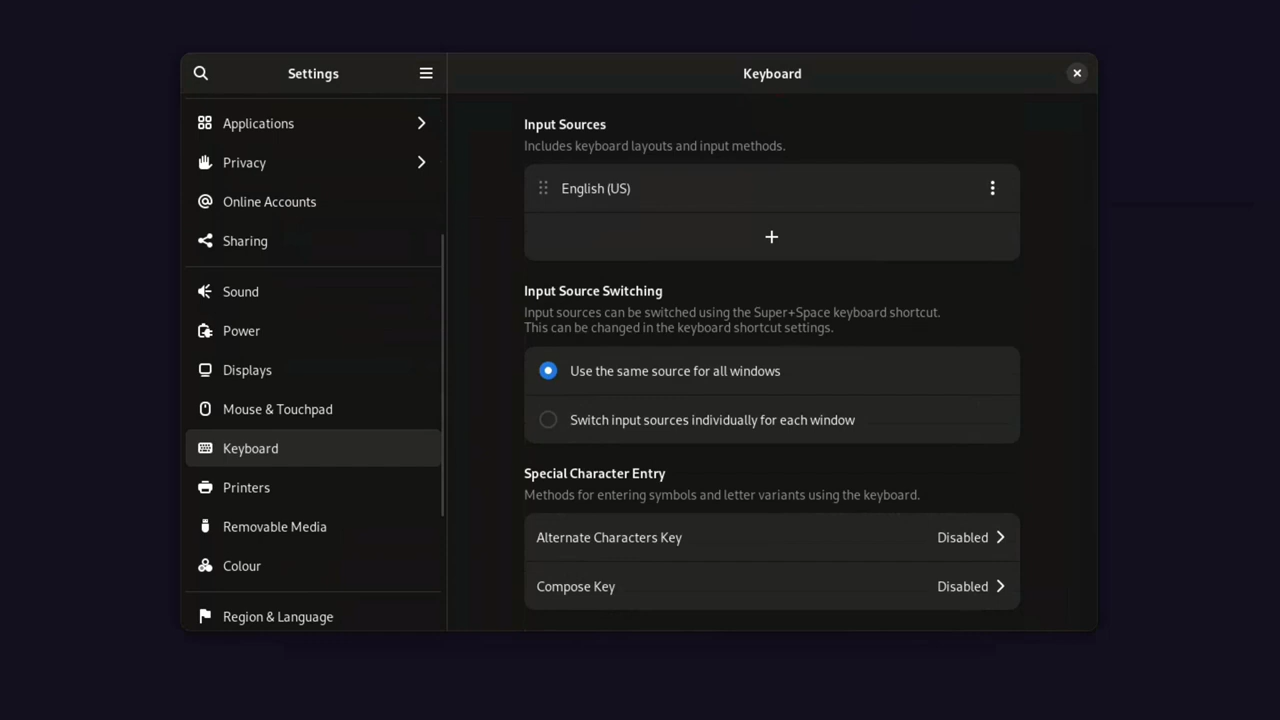 Settings
Keyboard
Applications
Privacy
Online Accounts
Sharing
Sound
Power
Displays
Mouse & Touchpad
Keyboard
Printers
Removable Media
Colour
Region & Language
Input Sources
Includes keyboard layouts and input methods.
English (US)
Input Source Switching
Input sources can be switched using the Super+Space keyboard shortcut.
This can be changed in the keyboard shortcut settings.
Use the same source for all windows
Switch input sources individually for each window
Special Character Entry
Methods for entering symbols and letter variants using the keyboard.
Alternate Characters Key Disabled
Compose Key Disabled